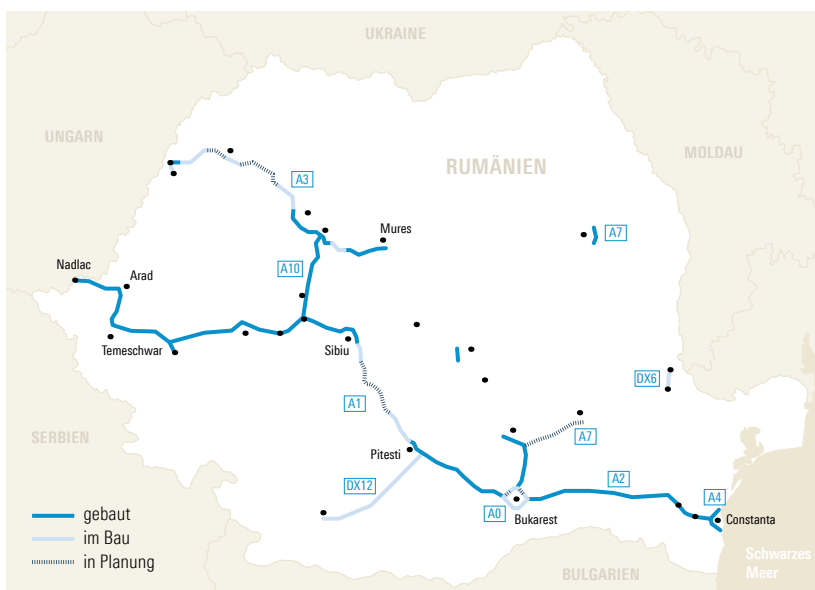 UKRAINE
UNGARN
MOLDAU
RUMÄNIEN
A3
Mures
A7
Nadlac
Arad
A10
Temeschwar
Sibiu
DX6
A1
SERBIEN
Pitesti
A7
DX12
A2
A4
A0
Bukarest
Constanta
gebaut
im Bau
in Planung
Schwarzes
Meer
BULGARIEN